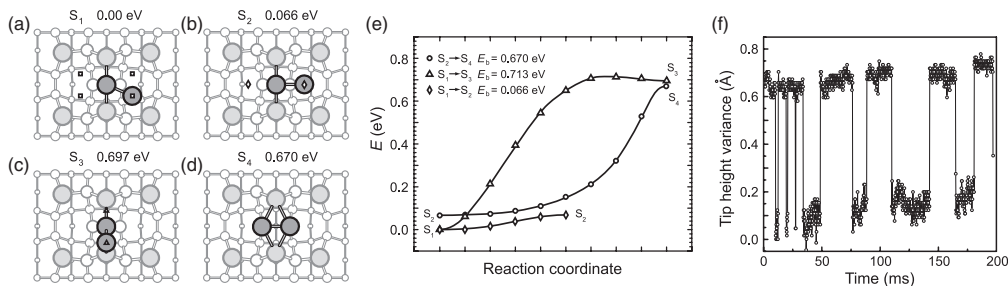 (a) S₁ 0.00 eV
(b) S₂ 0.066 eV
(c) S₃ 0.697 eV
(d) S₄ 0.670 eV
(e)
S₂→S₄ E_b = 0.670 eV
S₁→S₃ E_b = 0.713 eV
S₁→S₂ E_b = 0.066 eV
S₃
S₄
S₂
S₁
S₂
E (eV)
0.8
0.6
0.4
0.2
0.0
Reaction coordinate
(f)
Tip height variance (Å)
0.8
0.6
0.4
0.2
0.0
0 50 100 150 200
Time (ms)